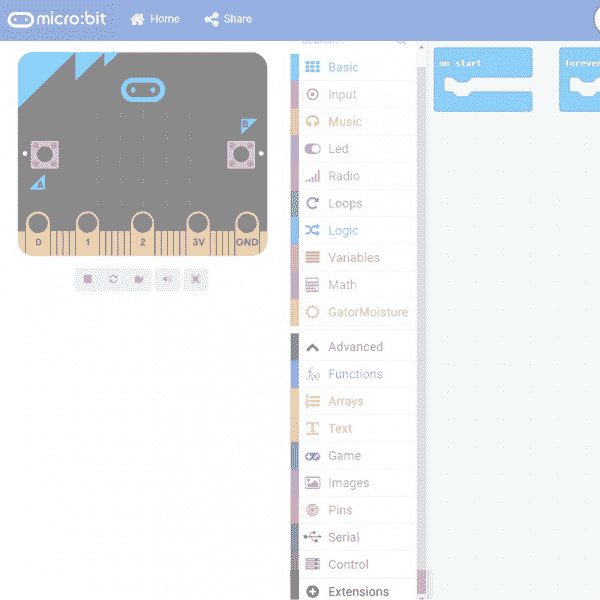 micro:bit Home Share
Search...
Basic
Input
Music
Led
Radio
Loops
Logic
Variables
Math
GatorMoisture
Advanced
Functions
Arrays
Text
Game
Images
Pins
Serial
Control
Extensions
on start
forever
B
A
0 1 2 3V GND
f(x)
T